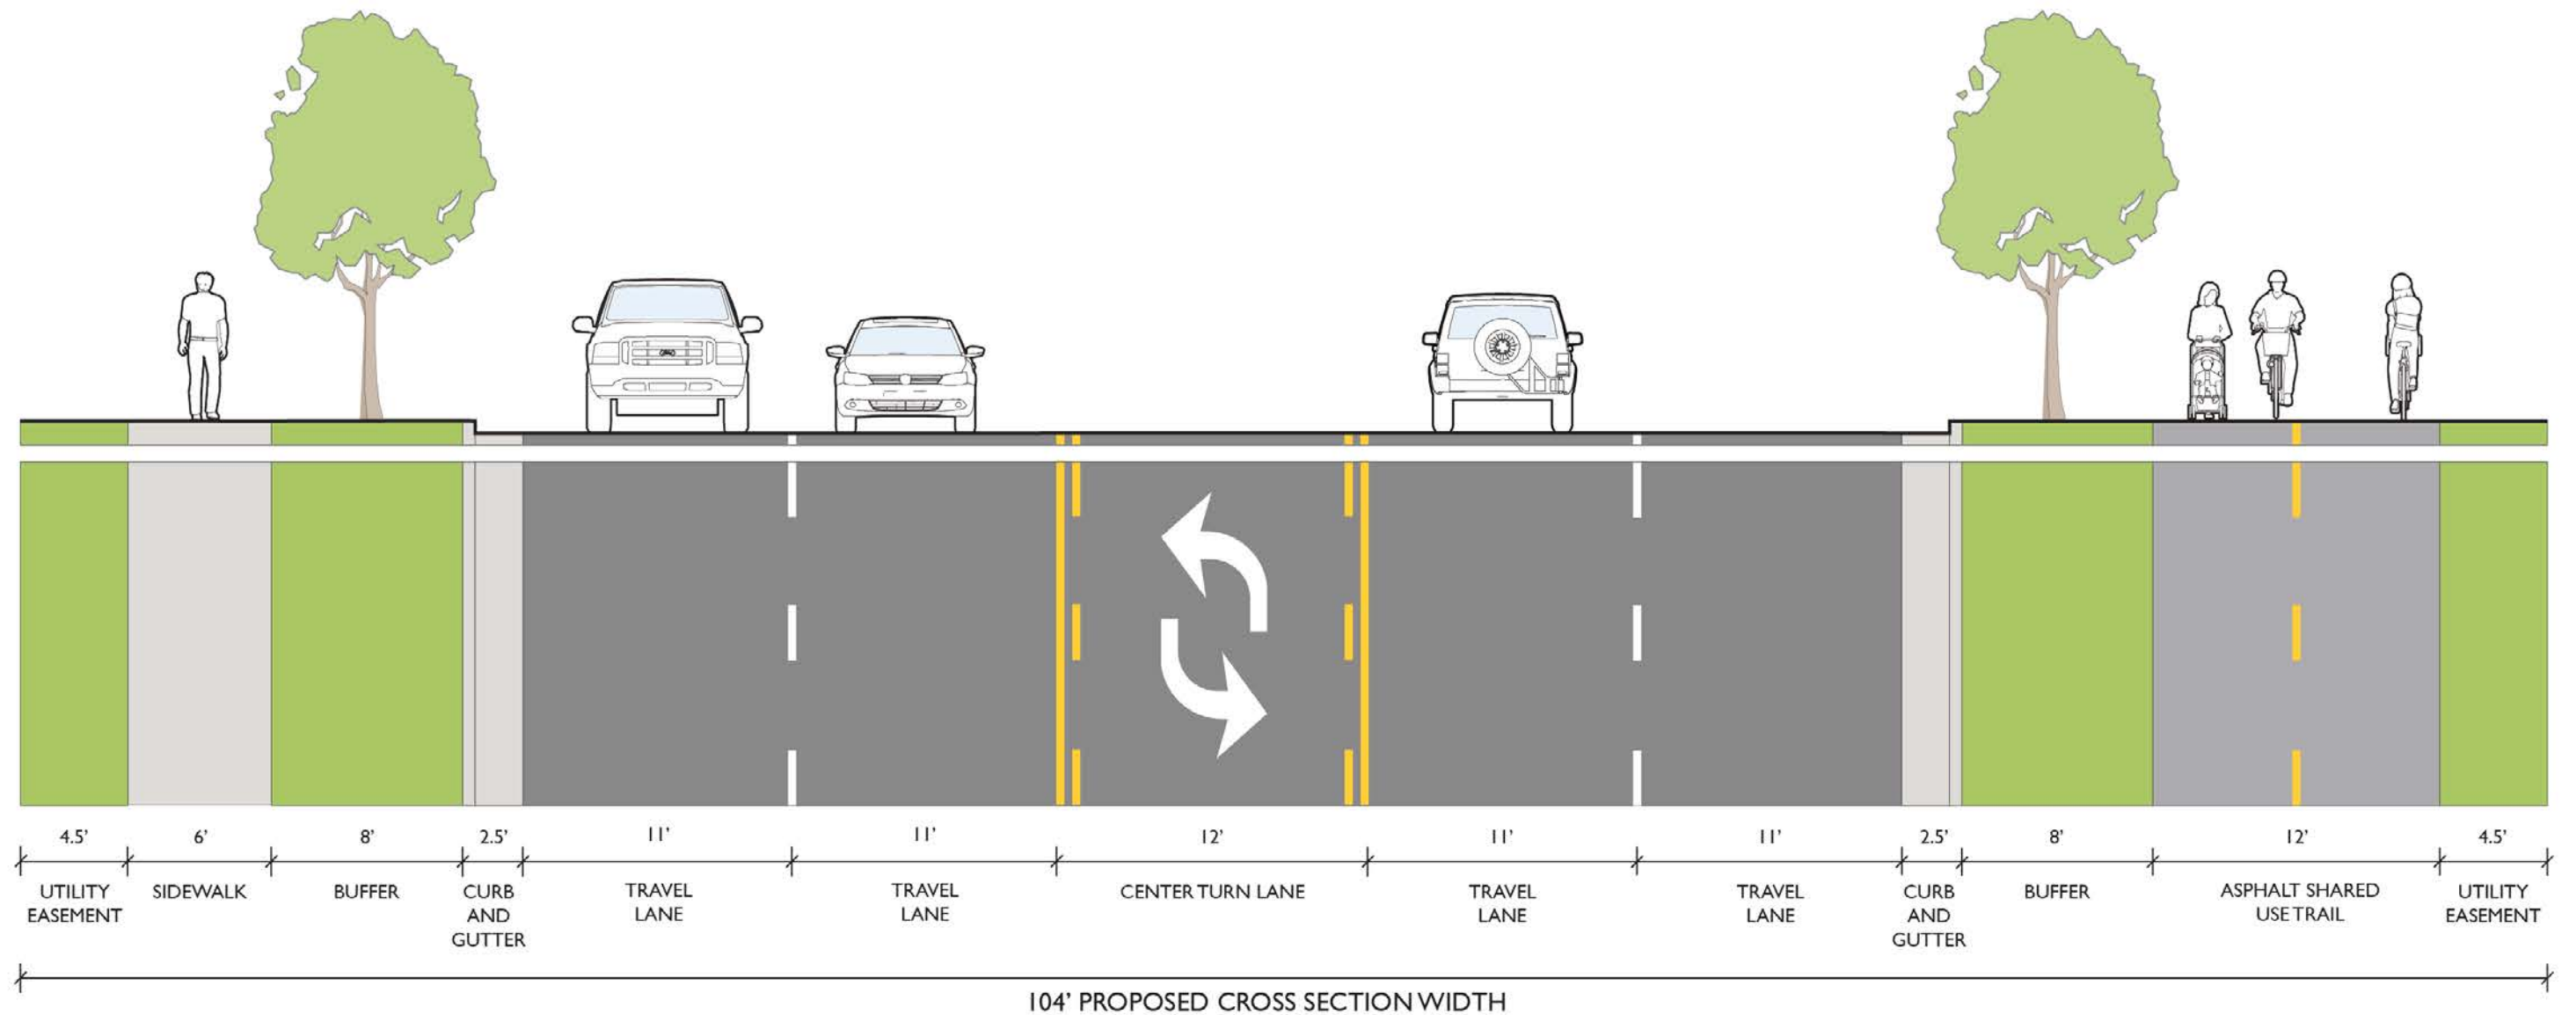 4.5’ 6’ 8’ 2.5’ 11’ 11’ 12’ 11’ 11’ 2.5’ 8’ 12’ 4.5’
UTILITY
EASEMENT
SIDEWALK
BUFFER
CURB
AND
GUTTER
TRAVEL
LANE
TRAVEL
LANE
CENTER TURN LANE
TRAVEL
LANE
TRAVEL
LANE
CURB
AND
GUTTER
BUFFER
ASPHALT SHARED
USE TRAIL
UTILITY
EASEMENT
104’ PROPOSED CROSS SECTION WIDTH